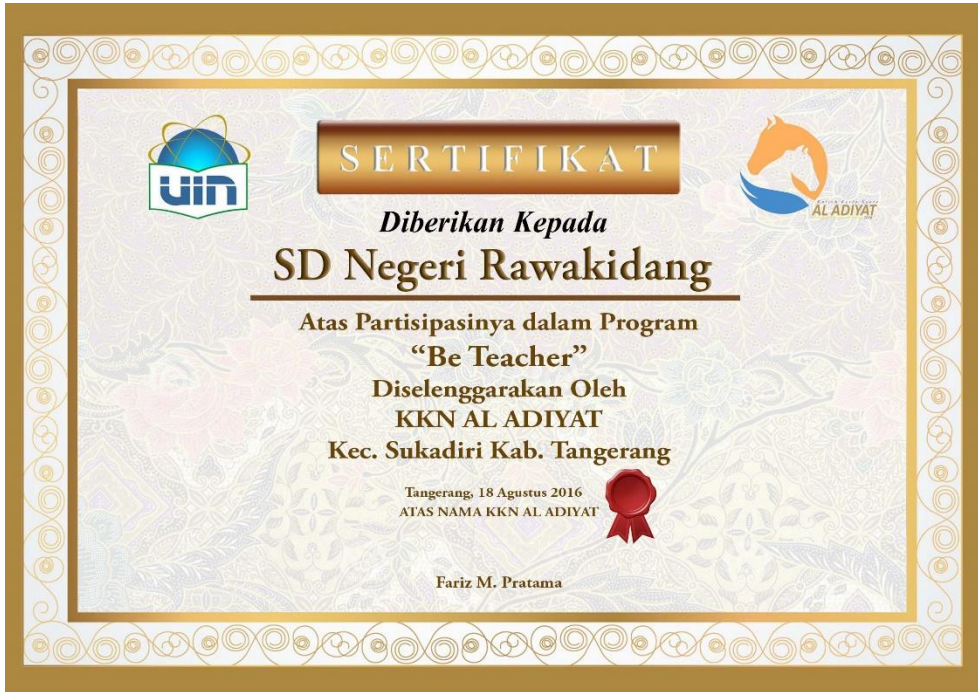 SERTIFIKAT
uin
AL ADIYAT
Diberikan Kepada
SD Negeri Rawakidang
Atas Partisipasinya dalam Program
“Be Teacher”
Diselenggarakan Oleh
KKN AL ADIYAT
Kec. Sukadiri Kab. Tangerang
Tangerang, 18 Agustus 2016
ATAS NAMA KKN AL ADIYAT
Fariz M. Pratama